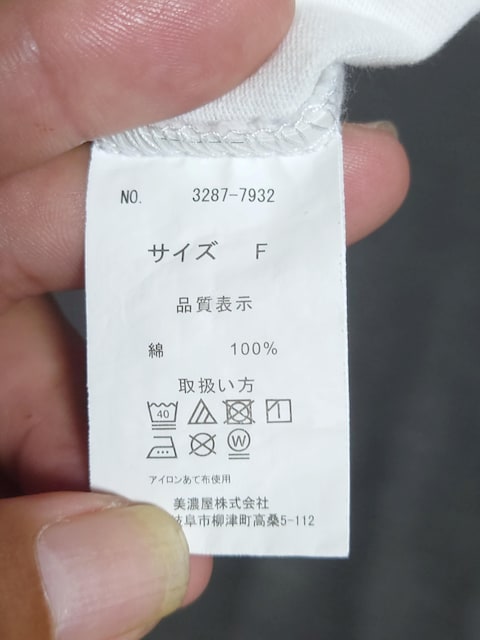 NO. 3287-7932
サイズ F
品質表示
綿 100%
取扱い方
40
W
アイロンあて布使用
美濃屋株式会社
阜市柳津町高桑5-112